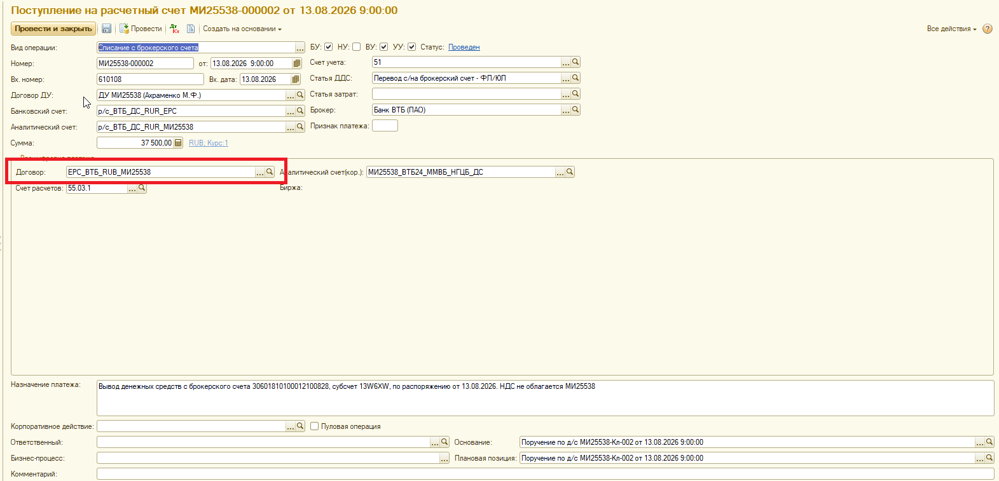 Поступление на расчетный счет МИ25538-000002 от 13.08.2026 9:00:00
Провести и закрыть Провести Дт Кт Создать на основании Все действия ?
Вид операции: Списание с брокерского счета ... БУ: НУ: ВУ: УУ: Статус: Проведен
Номер: МИ25538-000002 от: 13.08.2026 9:00:00 Счет учета: 51 ...
Вх. номер: 610108 Вх. дата: 13.08.2026 Статья ДДС: Перевод с/на брокерский счет - ФЛ/ЮЛ ...
Договор ДУ: ДУ МИ25538 (Ахраменко М.Ф.) ... Статья затрат: ...
Банковский счет: р/с_ВТБ_ДС_RUR_ЕРС ... Брокер: Банк ВТБ (ПАО) ...
Аналитический счет: р/с_ВТБ_ДС_RUR_МИ25538 ... Признак платежа:
Сумма: 37 500,00 RUB; Курс:1
Расшифровка платежа
Договор: ЕРС_ВТБ_RUB_МИ25538 ... Аналитический счет(кор.): МИ25538_ВТБ24_ММВБ_НГЦБ_ДС ...
Счет расчетов: 55.03.1 ... Биржа:
Назначение платежа: Вывод денежных средств с брокерского счета 30601810100012100828, субсчет 13W6XW, по распоряжению от 13.08.2026. НДС не облагается МИ25538
Корпоративное действие: ... Пуловая операция
Ответственный: ... Основание: Поручение по д/с МИ25538-Кл-002 от 13.08.2026 9:00:00 ...
Бизнес-процесс: ... Плановая позиция: Поручение по д/с МИ25538-Кл-002 от 13.08.2026 9:00:00 ...
Комментарий: